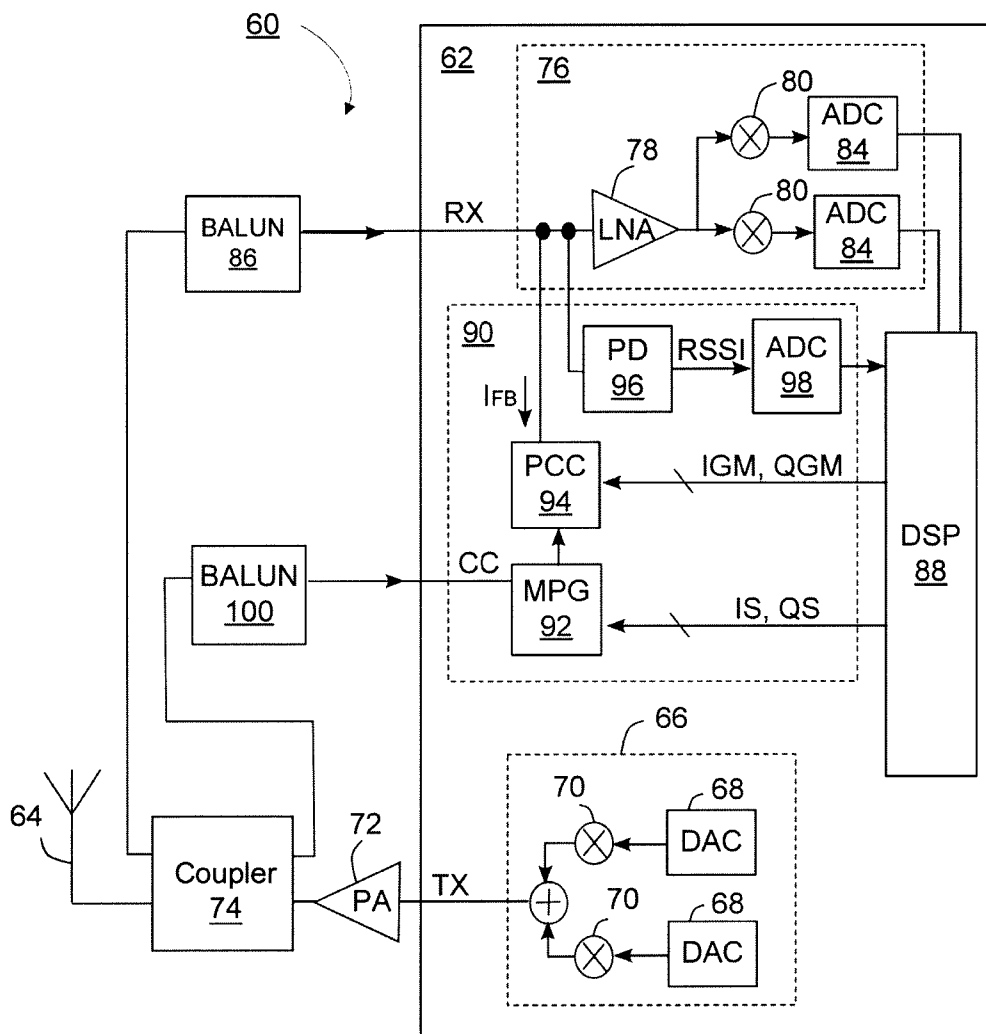 60
62
76
80
ADC
84
78
80
ADC
84
BALUN
86
RX
LNA
90
PD
96
RSSI
ADC
98
IFB
PCC
94
IGM, QGM
DSP
88
BALUN
100
CC
MPG
92
IS, QS
66
64
Coupler
74
72
PA
TX
70
68
DAC
70
68
DAC